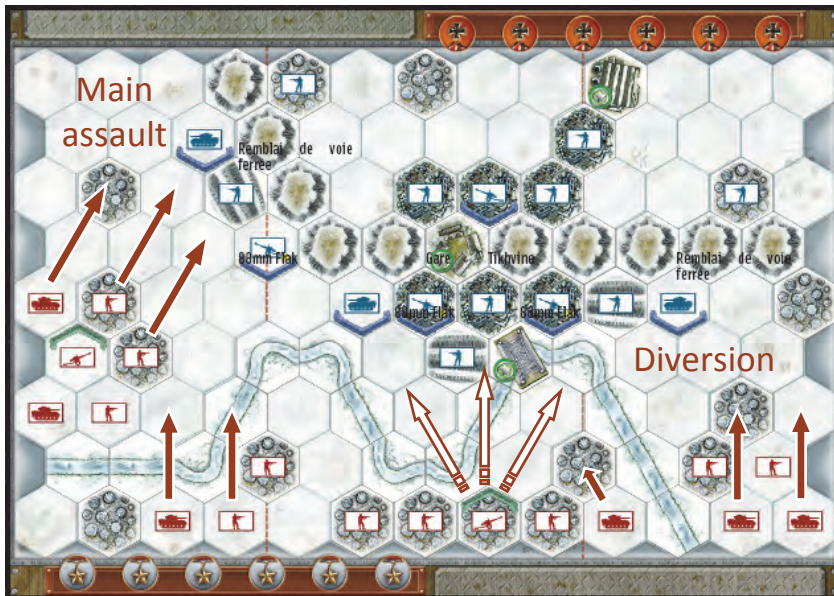 Main
assault
Remblai de voie
ferrée
88mm Flak
Gare
Tikhvine
Remblai de voie
ferrée
88mm Flak
88mm Flak
Diversion